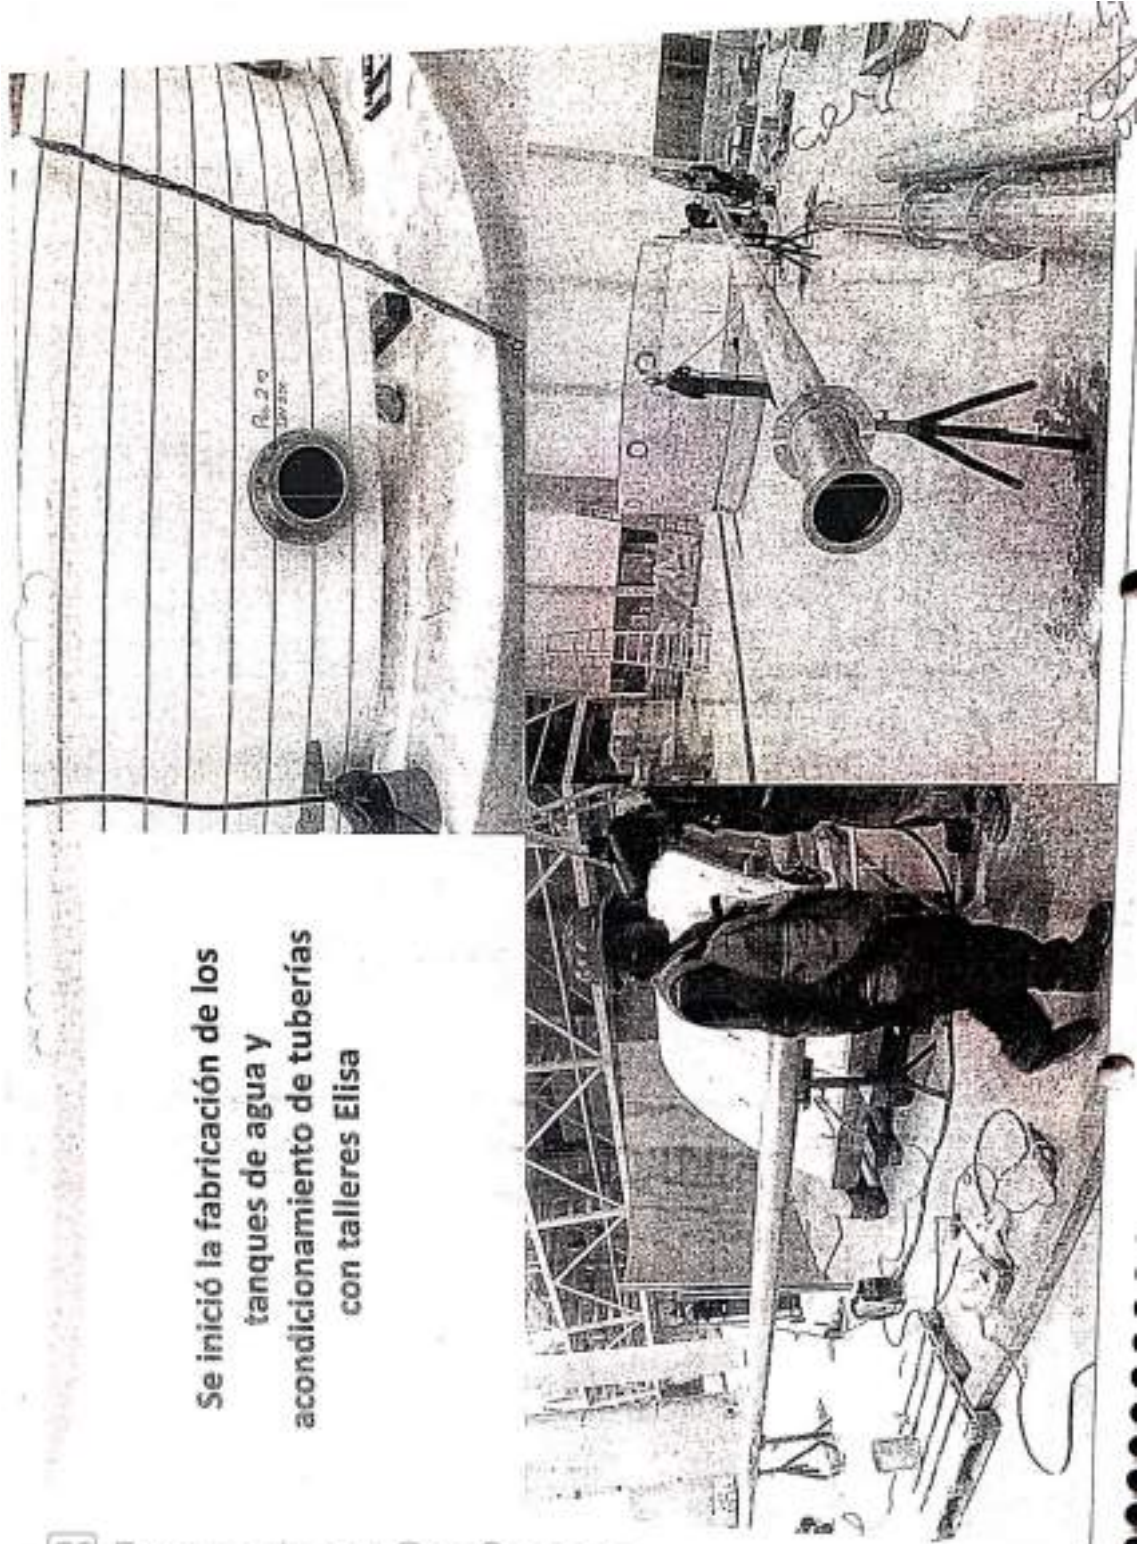 Se inició la fabricación de los
tanques de agua y
acondicionamiento de tuberías
con talleres Elisa